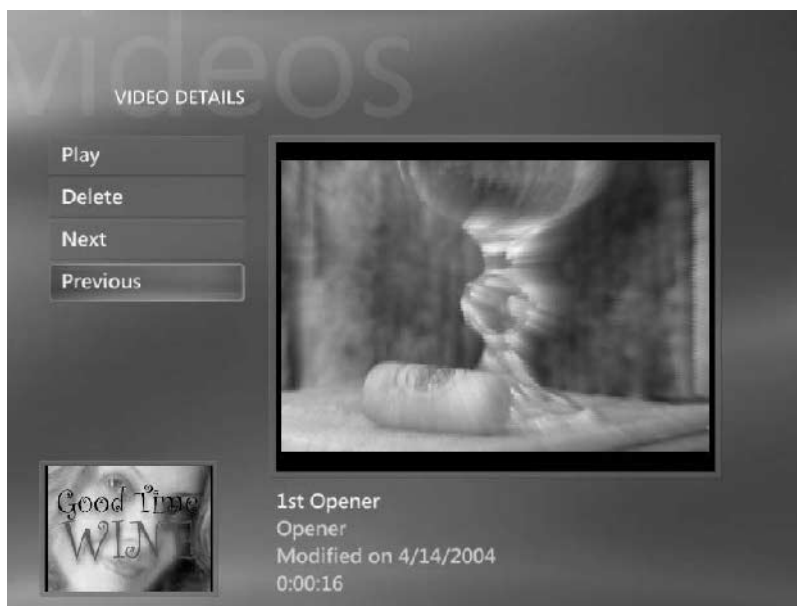 videos
VIDEO DETAILS
Play
Delete
Next
Previous
Good Time
WINE
1st Opener
Opener
Modified on 4/14/2004
0:00:16